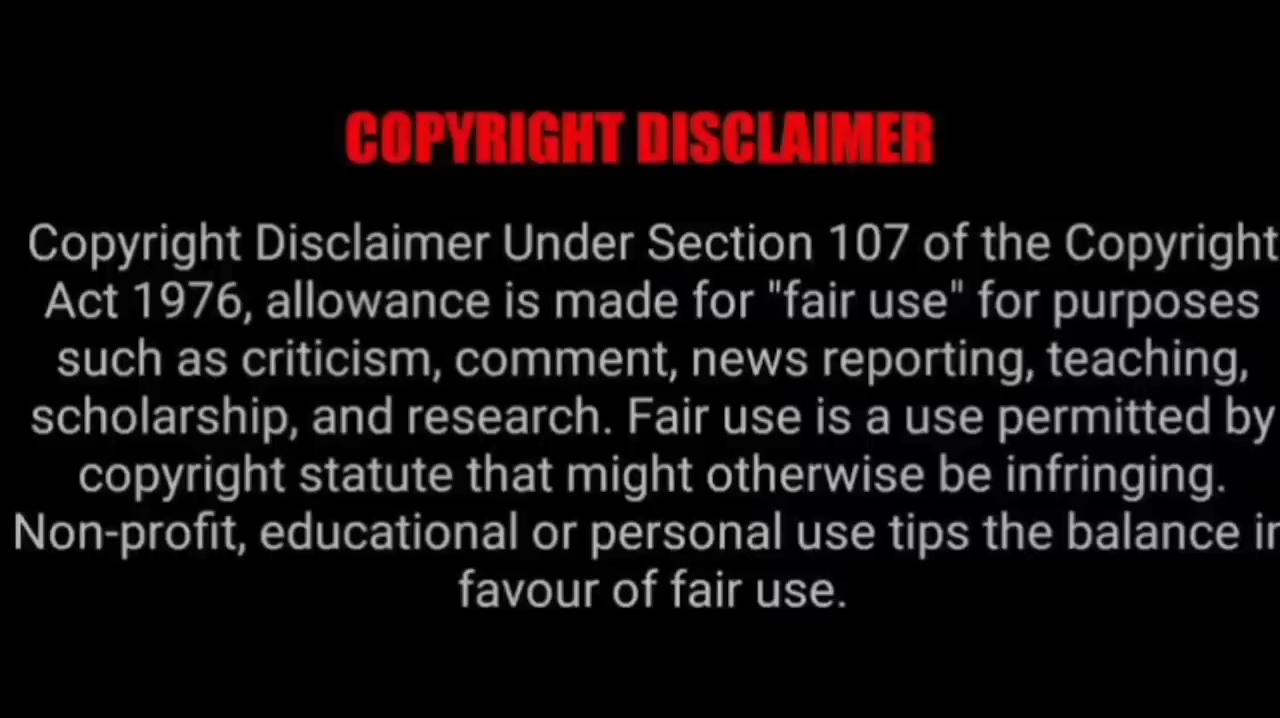 COPYRIGHT DISCLAIMER
Copyright Disclaimer Under Section 107 of the Copyright
Act 1976, allowance is made for "fair use" for purposes
such as criticism, comment, news reporting, teaching,
scholarship, and research. Fair use is a use permitted by
copyright statute that might otherwise be infringing.
Non-profit, educational or personal use tips the balance in
favour of fair use.